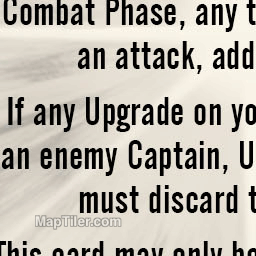 Combat Phase, any t
an attack, add
If any Upgrade on yo
an enemy Captain, U
must discard t
MapTiler.com
This card may only be